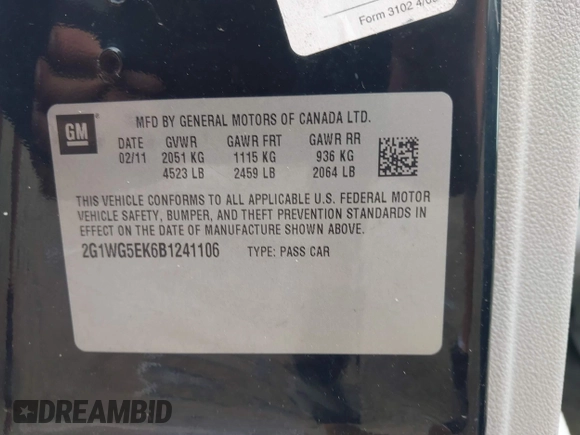 Form 3102 4/0
GM
MFD BY GENERAL MOTORS OF CANADA LTD.
DATE GVWR GAWR FRT GAWR RR
02/11 2051 KG 1115 KG 936 KG
4523 LB 2459 LB 2064 LB
THIS VEHICLE CONFORMS TO ALL APPLICABLE U.S. FEDERAL MOTOR
VEHICLE SAFETY, BUMPER, AND THEFT PREVENTION STANDARDS IN
EFFECT ON THE DATE OF MANUFACTURE SHOWN ABOVE.
2G1WG5EK6B1241106 TYPE: PASS CAR
DREAMBID